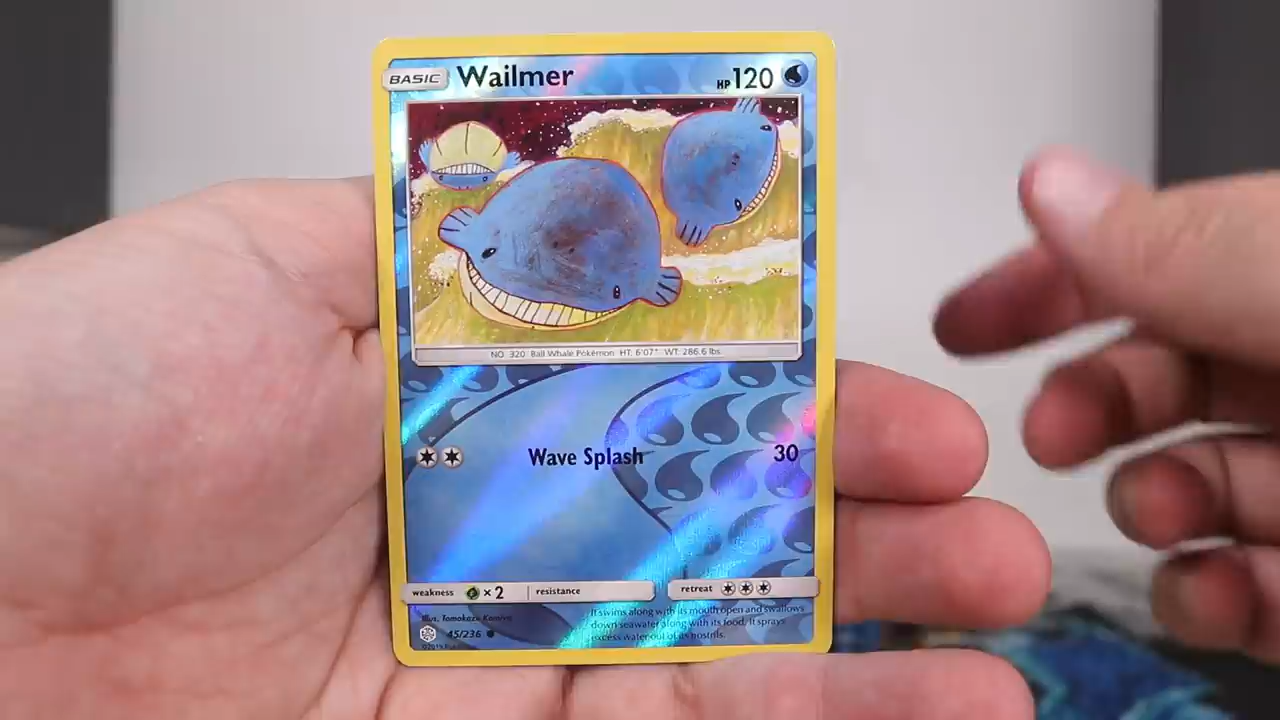 BASIC Wailmer HP 120
NO. 320 Ball Whale Pokémon HT: 6'07" WT: 286.6 lbs.
Wave Splash 30
weakness × 2 resistance retreat
Illus. Tomokazu Komiya
It swims along with its mouth open and swallows
down seawater along with its food. It sprays
excess water out of its nostrils.
45/236